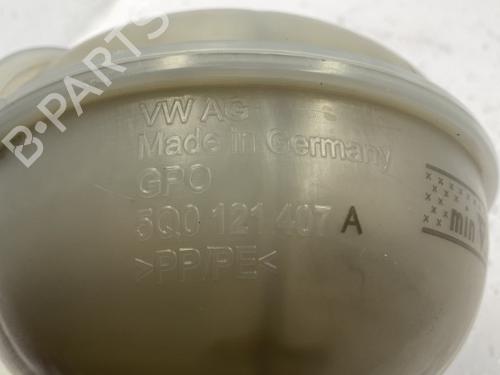 B-PARTS
VW AG
Made in Germany
GPO
5Q0 121 407 A
>PP/PE<
min